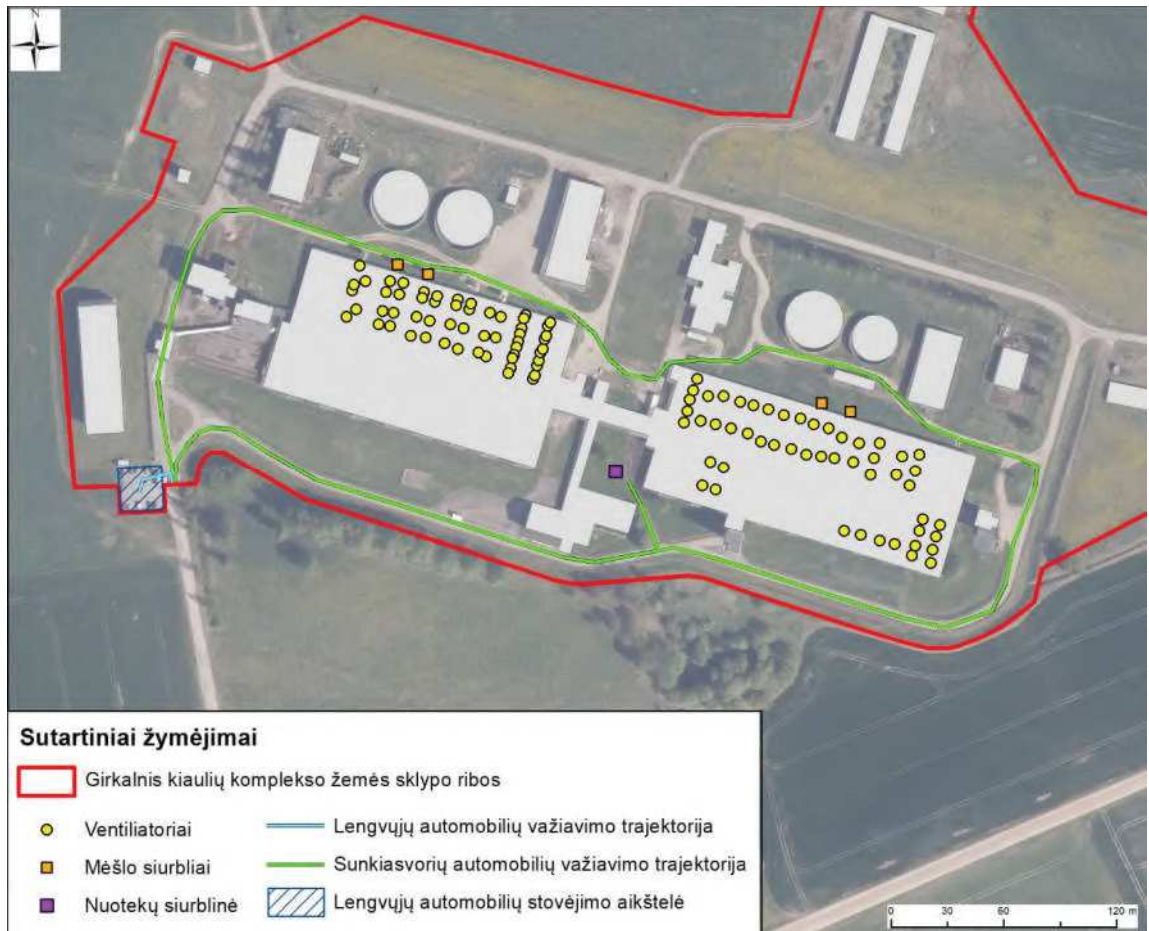 N
Sutartiniai žymėjimai
Girkalnis kiaulių komplekso žemės sklypo ribos
Ventiliatoriai
Lengvųjų automobilių važiavimo trajektorija
Mėšlo siurbliai
Sunkiasvorių automobilių važiavimo trajektorija
Nuotekų siurblinė
Lengvųjų automobilių stovėjimo aikštelė
0 30 60 120 m